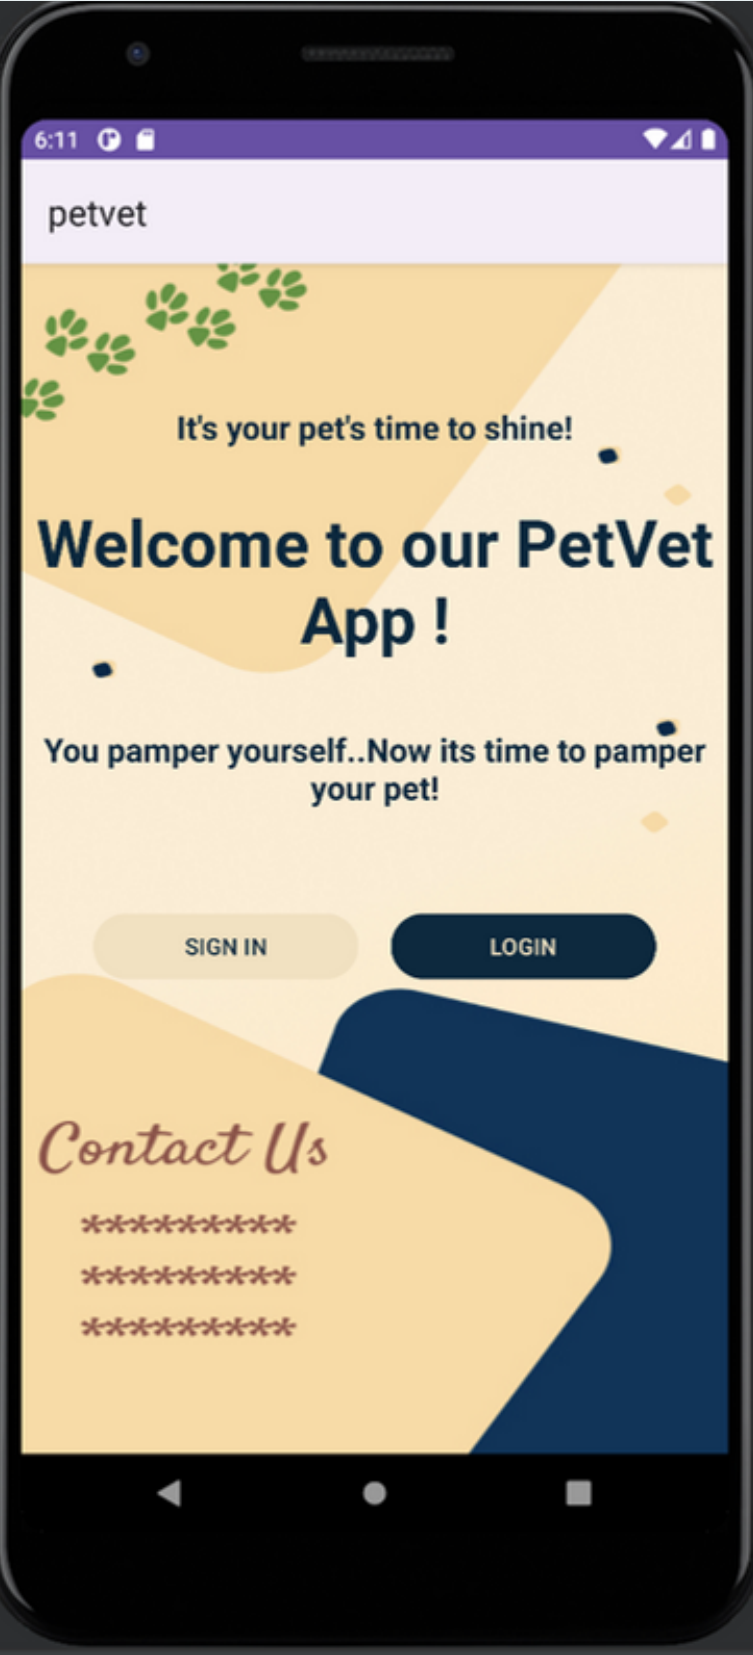 6:11
petvet
It's your pet's time to shine!
Welcome to our PetVet
App !
You pamper yourself..Now its time to pamper
your pet!
SIGN IN
LOGIN
Contact Us
*********
*********
*********